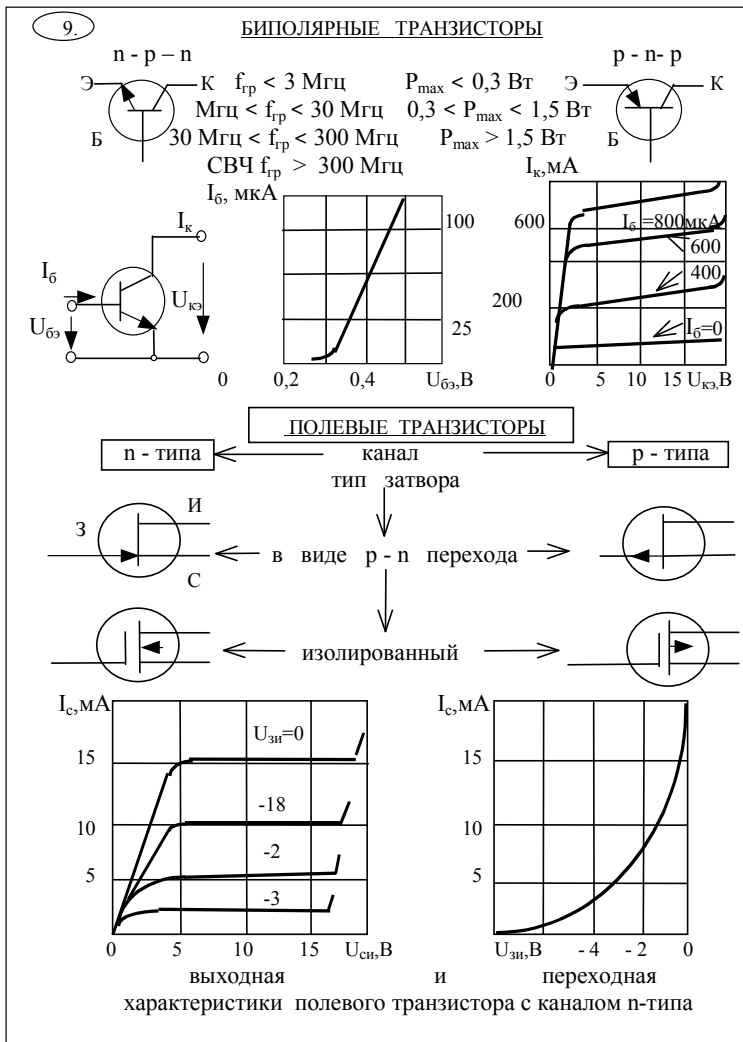 9.
БИПОЛЯРНЫЕ ТРАНЗИСТОРЫ
n - p – n
p - n- p
Э К f_гр < 3 Мгц P_max < 0,3 Вт Э К
Мгц < f_гр < 30 Мгц 0,3 < P_max < 1,5 Вт
Б 30 Мгц < f_гр < 300 Мгц P_max > 1,5 Вт Б
СВЧ f_гр > 300 Мгц
I_к,мА
I_б, мкА
100
600
I_б =800мкА
600
400
200
25
I_б=0
I_к
I_б
U_кэ
U_бэ
0 0,2 0,4 U_бэ,В
0 5 10 15 U_кэ,В
ПОЛЕВЫЕ ТРАНЗИСТОРЫ
n - типа канал p - типа
тип затвора
З И
С
в виде p - n перехода
изолированный
I_с,мА
U_зи=0
15
-18
10
-2
5
-3
0 5 10 15 U_си,В
I_с,мА
15
10
5
U_зи,В - 4 - 2 0
выходная и переходная
характеристики полевого транзистора с каналом n-типа